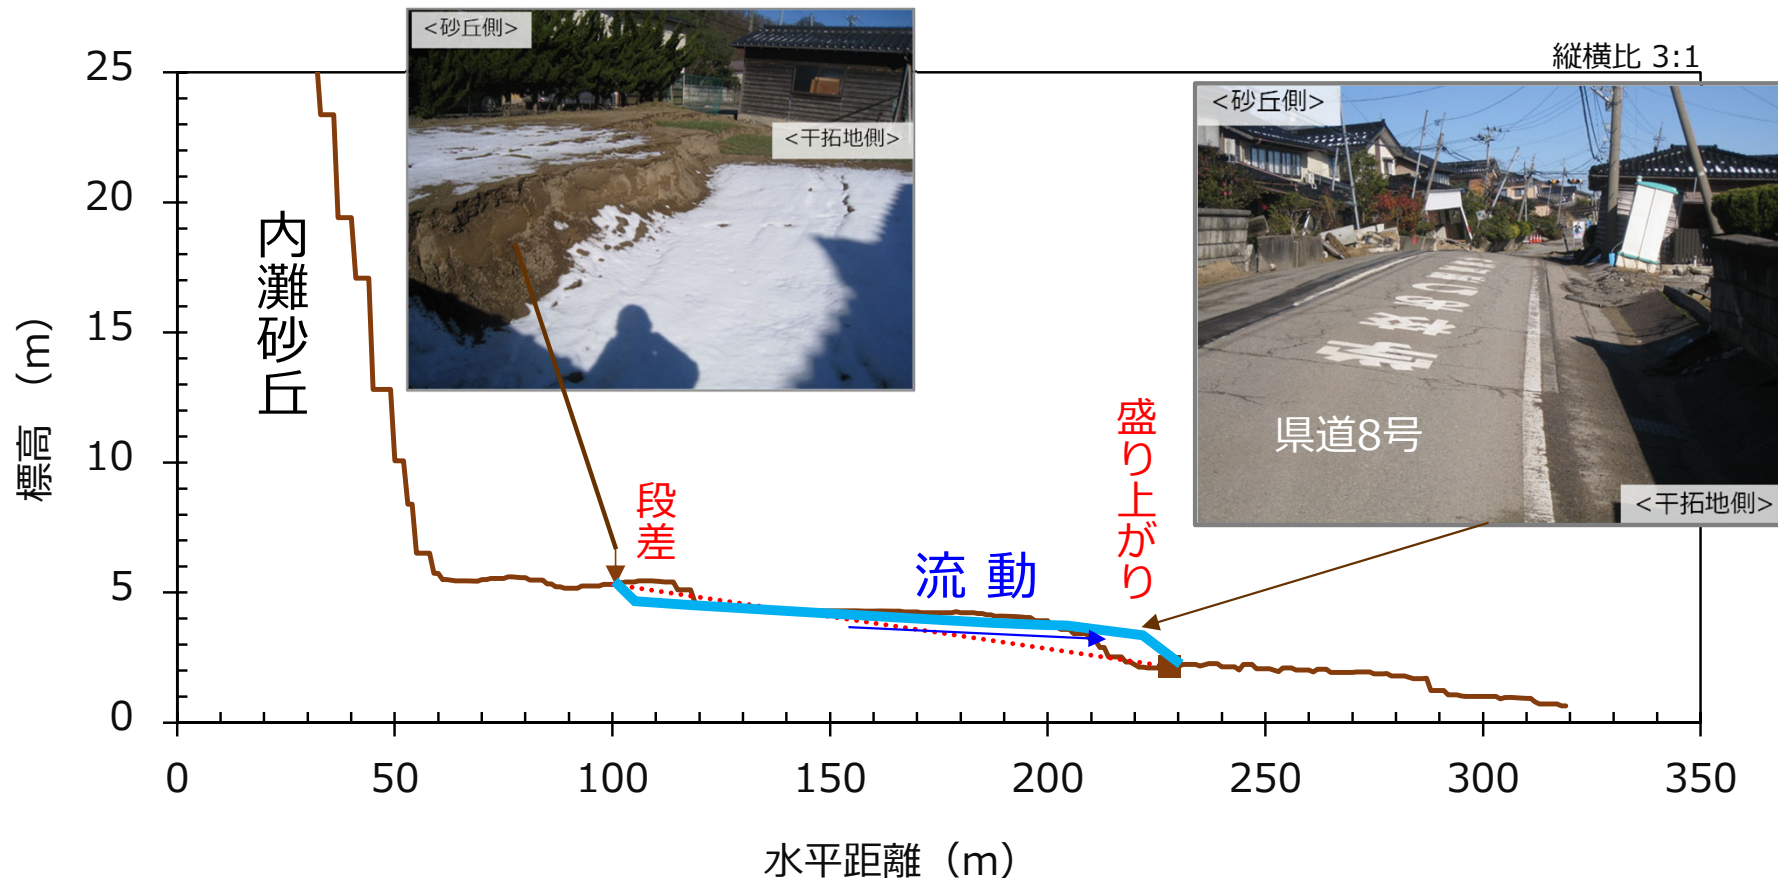 縦横比 3:1
<砂丘側>
<干拓地側>
<砂丘側>
県道8号
<干拓地側>
内灘砂丘
段差
流動
盛り上がり
標高 (m)
25
20
15
10
5
0
0 50 100 150 200 250 300 350
水平距離（m）